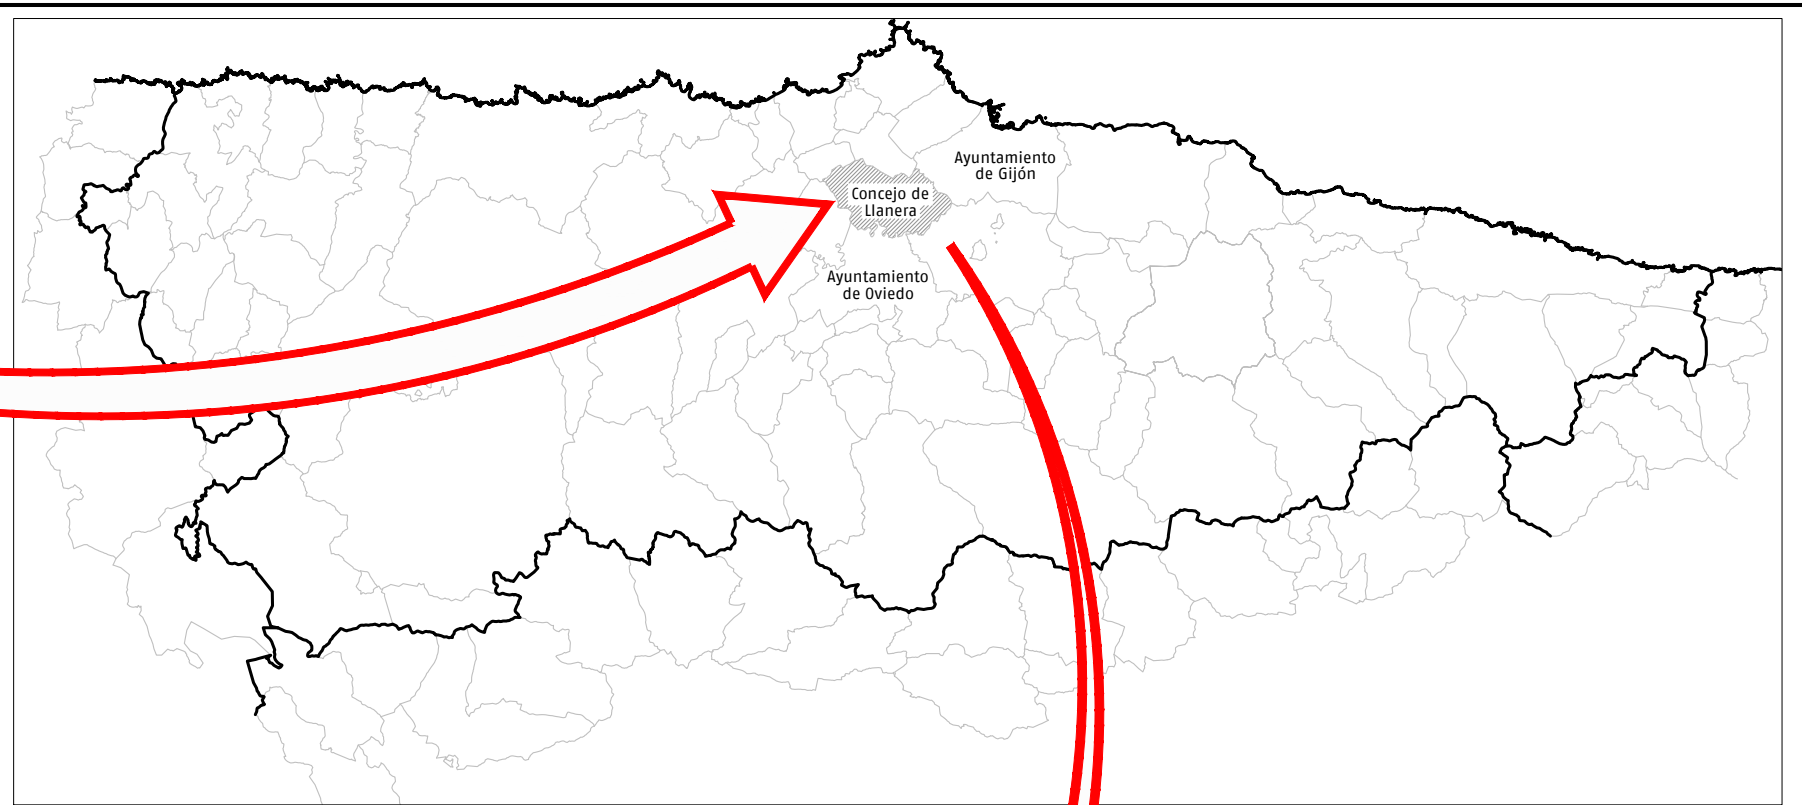 Ayuntamiento
de Gijón
Concejo de
Llanera
Ayuntamiento
de Oviedo